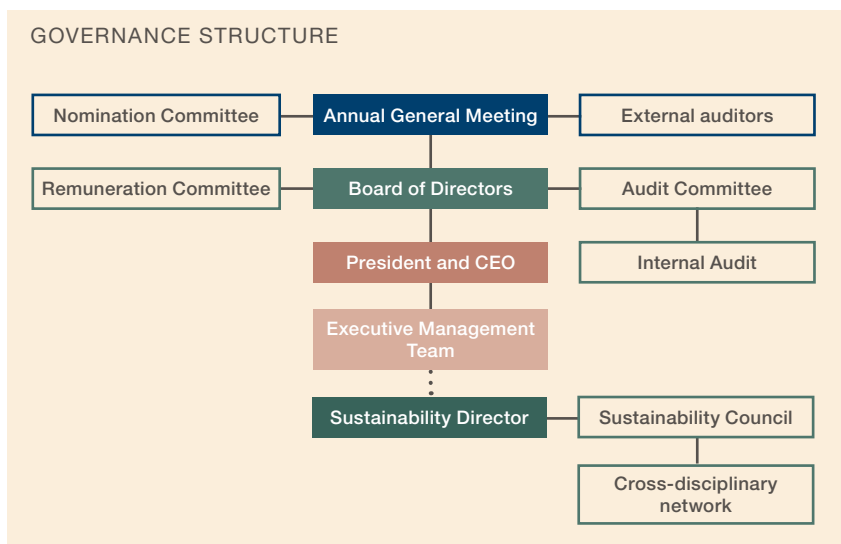 GOVERNANCE STRUCTURE
Nomination Committee
Annual General Meeting
External auditors
Remuneration Committee
Board of Directors
Audit Committee
President and CEO
Internal Audit
Executive Management
Team
Sustainability Director
Sustainability Council
Cross-disciplinary
network